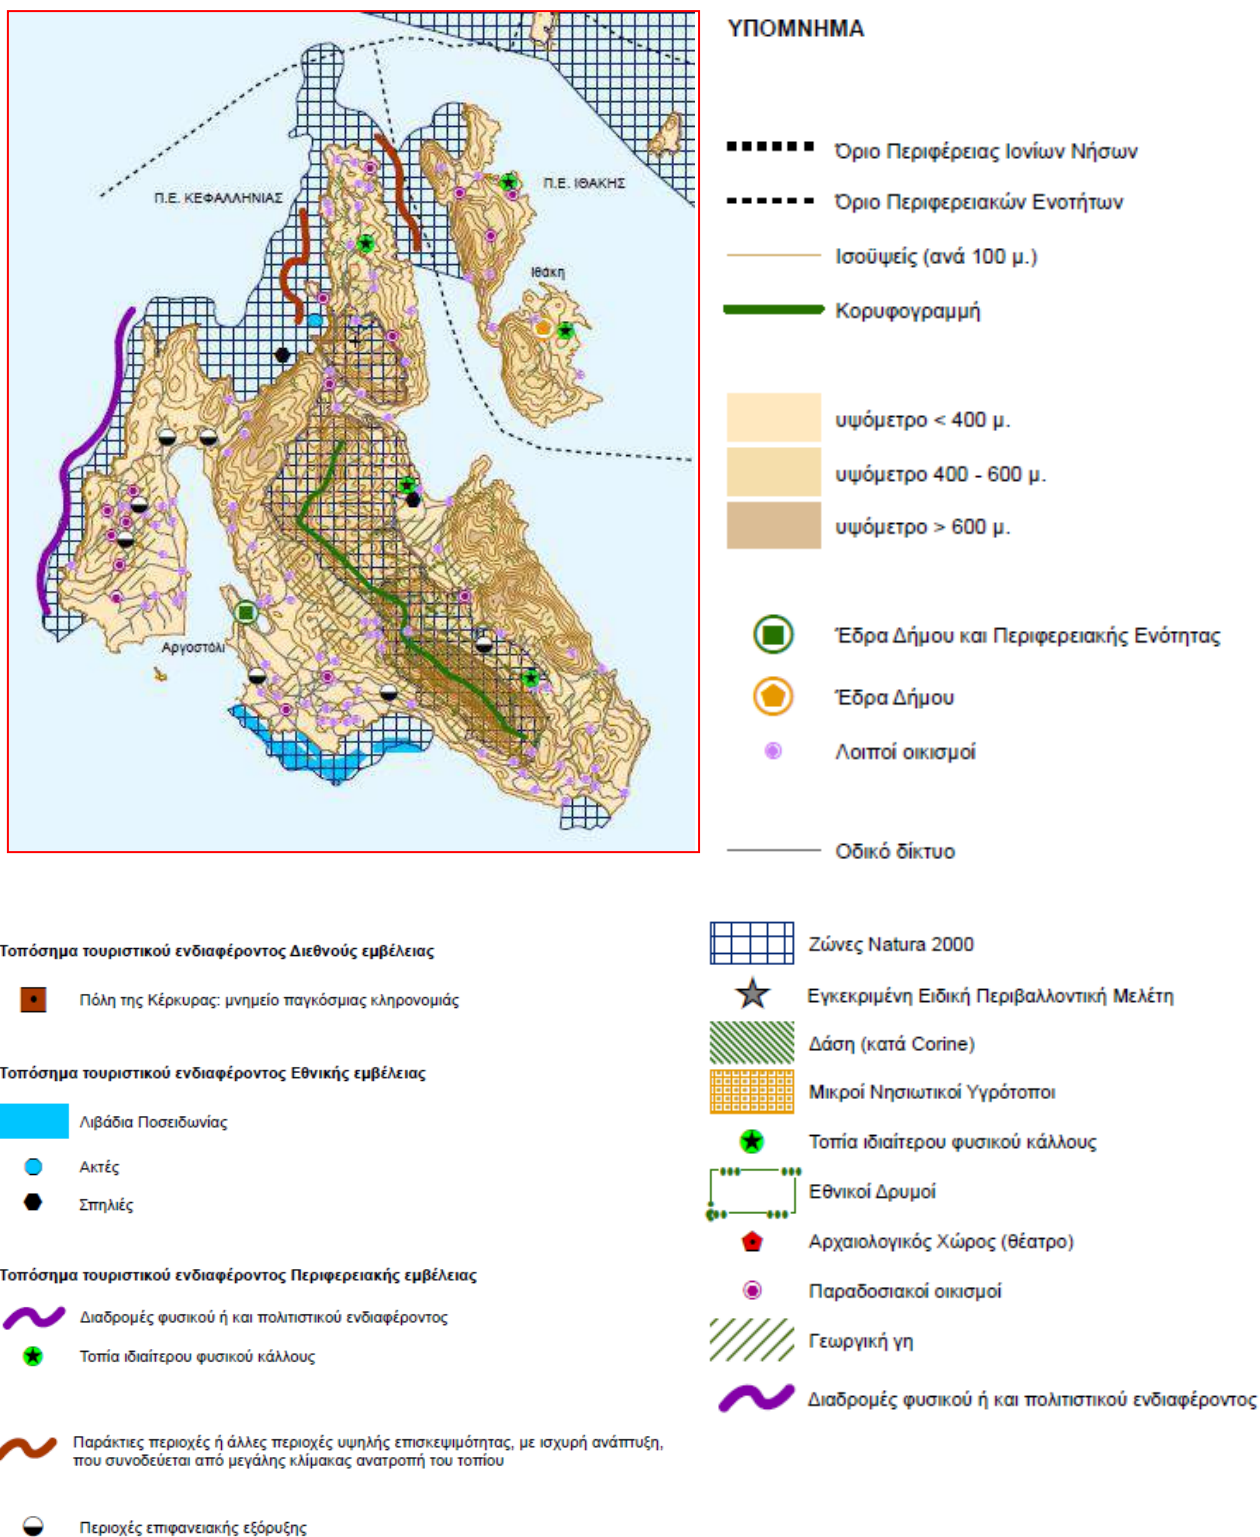 ΥΠΟΜΝΗΜΑ
Π.Ε. ΚΕΦΑΛΛΗΝΙΑΣ
Π.Ε. ΙΘΑΚΗΣ
Ιθάκη
Αργοστόλι
Όριο Περιφέρειας Ιονίων Νήσων
Όριο Περιφερειακών Ενοτήτων
Ισοϋψείς (ανά 100 μ.)
Κορυφογραμμή
υψόμετρο < 400 μ.
υψόμετρο 400 - 600 μ.
υψόμετρο > 600 μ.
Έδρα Δήμου και Περιφερειακής Ενότητας
Έδρα Δήμου
Λοιποί οικισμοί
Οδικό δίκτυο
Τοπόσημα τουριστικού ενδιαφέροντος Διεθνούς εμβέλειας
Πόλη της Κέρκυρας: μνημείο παγκόσμιας κληρονομιάς
Τοπόσημα τουριστικού ενδιαφέροντος Εθνικής εμβέλειας
Λιβάδια Ποσειδωνίας
Ακτές
Σπηλιές
Τοπόσημα τουριστικού ενδιαφέροντος Περιφερειακής εμβέλειας
Διαδρομές φυσικού ή και πολιτιστικού ενδιαφέροντος
Τοπία ιδιαίτερου φυσικού κάλλους
Παράκτιες περιοχές ή άλλες περιοχές υψηλής επισκεψιμότητας, με ισχυρή ανάπτυξη,
που συνοδεύεται από μεγάλης κλίμακας ανατροπή του τοπίου
Περιοχές επιφανειακής εξόρυξης
Ζώνες Natura 2000
Εγκεκριμένη Ειδική Περιβαλλοντική Μελέτη
Δάση (κατά Corine)
Μικροί Νησιωτικοί Υγρότοποι
Τοπία ιδιαίτερου φυσικού κάλλους
Εθνικοί Δρυμοί
Αρχαιολογικός Χώρος (θέατρο)
Παραδοσιακοί οικισμοί
Γεωργική γη
Διαδρομές φυσικού ή και πολιτιστικού ενδιαφέροντος